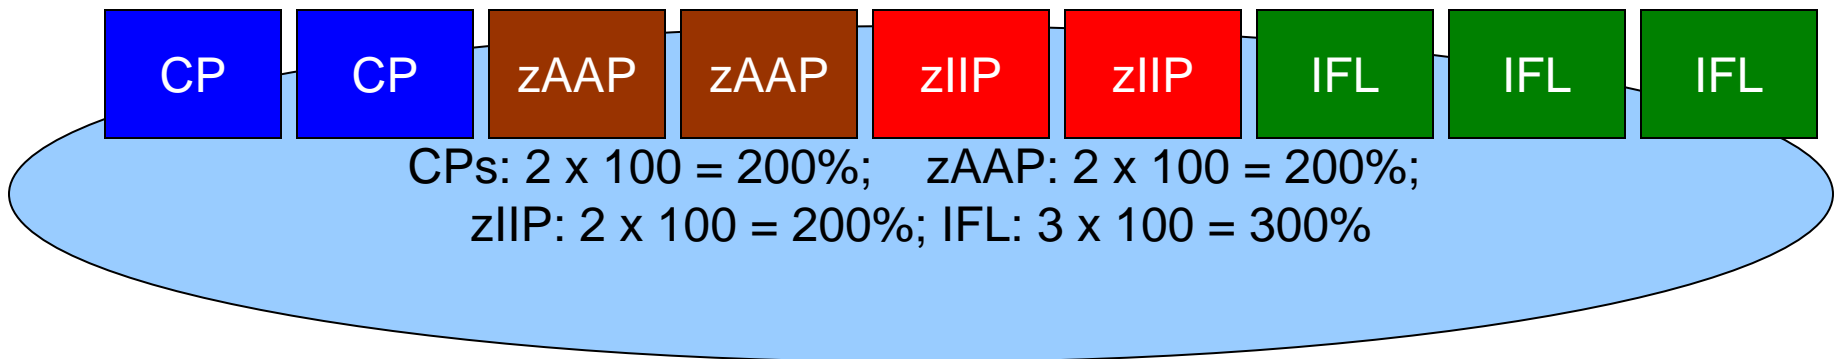 CP CP zAAP zAAP zIIP zIIP IFL IFL IFL
CPs: 2 x 100 = 200%; zAAP: 2 x 100 = 200%;
zIIP: 2 x 100 = 200%; IFL: 3 x 100 = 300%